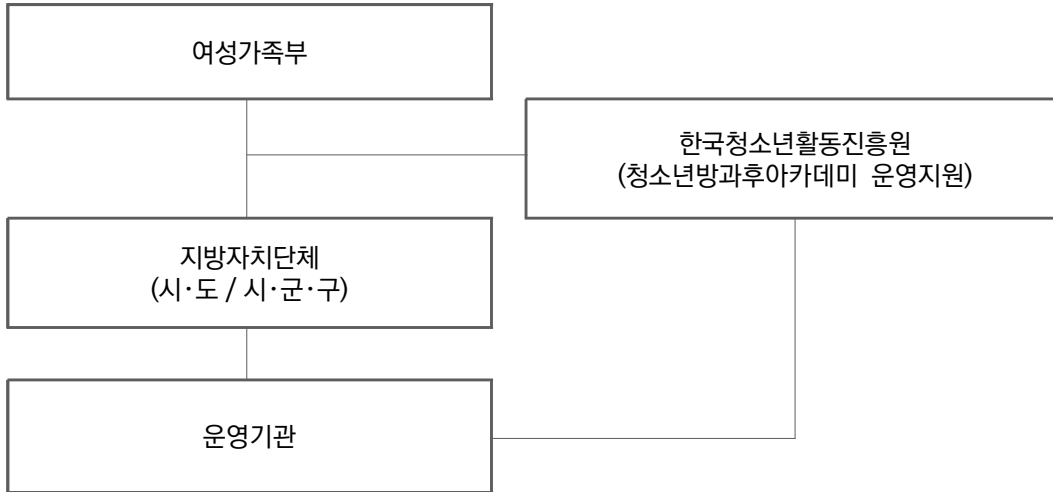 여성가족부
한국청소년활동진흥원
(청소년방과후아카데미 운영지원)
지방자치단체
(시·도 / 시·군·구)
운영기관